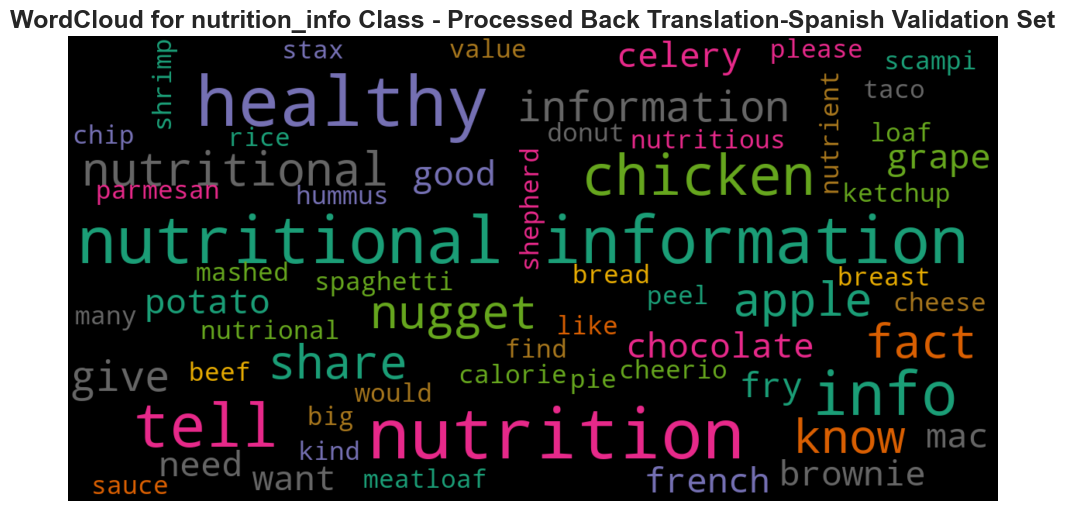 WordCloud for nutrition_info Class - Processed Back Translation-Spanish Validation Set
shrimp stax value celery please scampi
healthy information taco
chip rice donut nutritious nutrient loaf
nutritional good chicken grape
parmesan hummus shepherd ketchup
nutritional information
mashed spaghetti bread breast
many potato nugget peel apple cheese
nutrional like
find chocolate fact
give beef share calorie pie cheerio fry info
would
tell big nutrition know mac
kind
need want meatloaf french brownie
sauce